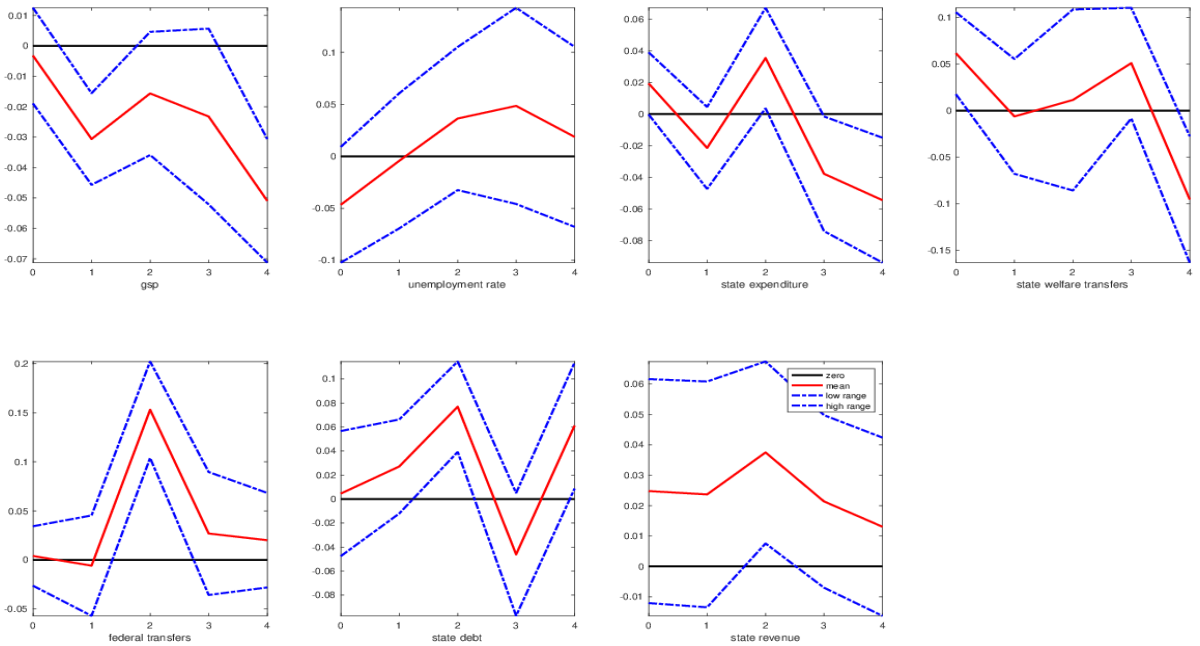 0.01
0
-0.01
-0.02
-0.03
-0.04
-0.05
-0.06
-0.07
0 1 2 3 4
gsp
0.1
0.05
0
-0.05
-0.1
0 1 2 3 4
unemployment rate
0.06
0.04
0.02
0
-0.02
-0.04
-0.06
-0.08
0 1 2 3 4
state expenditure
0.1
0.05
0
-0.05
-0.1
-0.15
0 1 2 3 4
state welfare transfers
0.2
0.15
0.1
0.05
0
-0.05
0 1 2 3 4
federal transfers
0.1
0.08
0.06
0.04
0.02
0
-0.02
-0.04
-0.06
-0.08
0 1 2 3 4
state debt
0.06
0.05
0.04
0.03
0.02
0.01
0
-0.01
0 1 2 3 4
state revenue
zero
mean
low range
high range